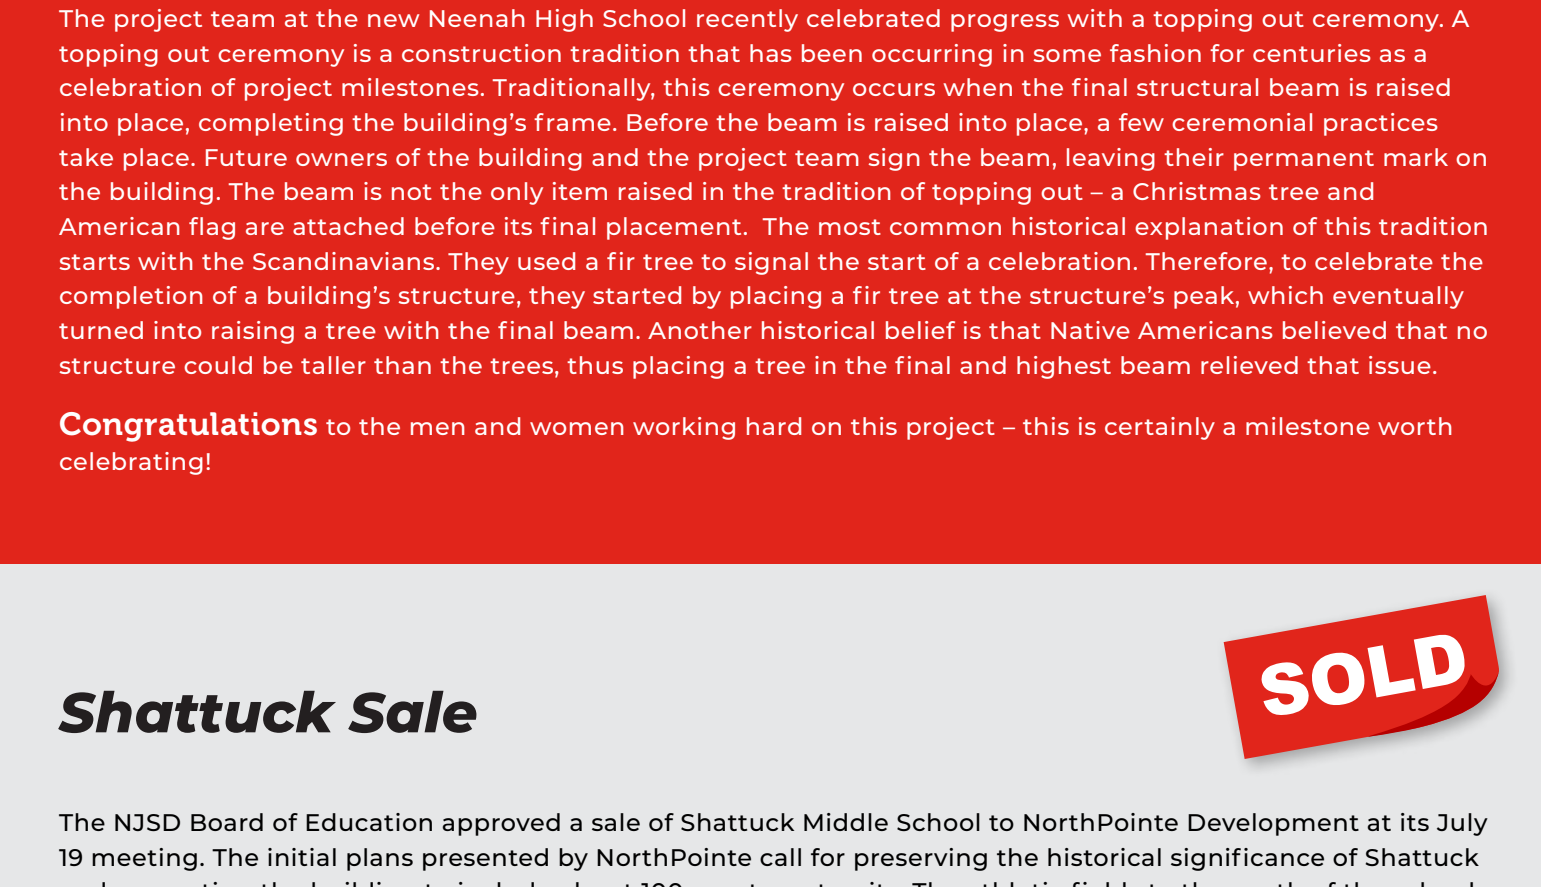 The project team at the new Neenah High School recently celebrated progress with a topping out ceremony. A
topping out ceremony is a construction tradition that has been occurring in some fashion for centuries as a
celebration of project milestones. Traditionally, this ceremony occurs when the final structural beam is raised
into place, completing the building’s frame. Before the beam is raised into place, a few ceremonial practices
take place. Future owners of the building and the project team sign the beam, leaving their permanent mark on
the building. The beam is not the only item raised in the tradition of topping out – a Christmas tree and
American flag are attached before its final placement.  The most common historical explanation of this tradition
starts with the Scandinavians. They used a fir tree to signal the start of a celebration. Therefore, to celebrate the
completion of a building’s structure, they started by placing a fir tree at the structure’s peak, which eventually
turned into raising a tree with the final beam. Another historical belief is that Native Americans believed that no
structure could be taller than the trees, thus placing a tree in the final and highest beam relieved that issue.
Congratulations to the men and women working hard on this project – this is certainly a milestone worth
celebrating!
SOLD
Shattuck Sale
The NJSD Board of Education approved a sale of Shattuck Middle School to NorthPointe Development at its July
19 meeting. The initial plans presented by NorthPointe call for preserving the historical significance of Shattuck